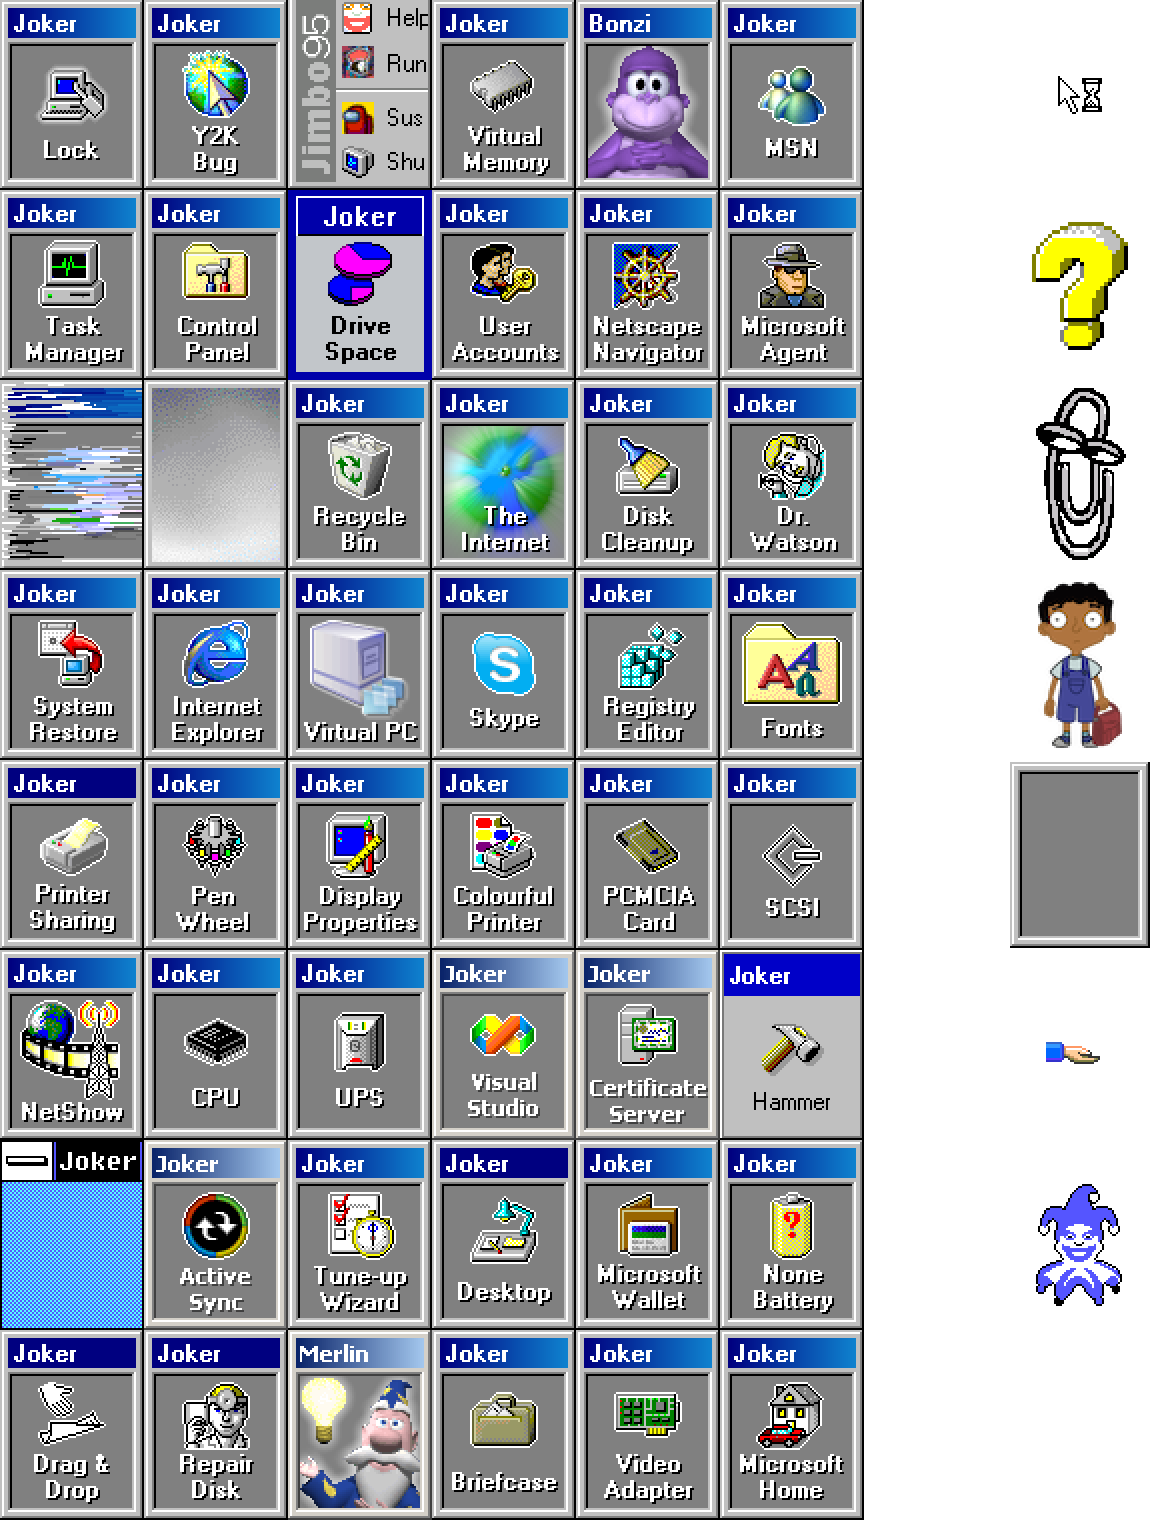 Joker
Lock
Joker
Y2K
Bug
Jimbo95
Help
Run
Sus
Shu
Joker
Virtual
Memory
Bonzi
Joker
MSN
Joker
Task
Manager
Joker
Control
Panel
Joker
Drive
Space
Joker
User
Accounts
Joker
Netscape
Navigator
Joker
Microsoft
Agent
?
Joker
Recycle
Bin
Joker
The
Internet
Joker
Disk
Cleanup
Joker
Dr.
Watson
Joker
System
Restore
Joker
Internet
Explorer
Joker
Virtual PC
Joker
S
Skype
Joker
Registry
Editor
Joker
AAa
Fonts
Joker
Printer
Sharing
Joker
Pen
Wheel
Joker
Display
Properties
Joker
Colourful
Printer
Joker
PCMCIA
Card
Joker
SCSI
Joker
NetShow
Joker
CPU
Joker
UPS
Joker
Visual
Studio
Joker
Certificate
Server
Joker
Hammer
Joker
Joker
Active
Sync
Joker
Tune-up
Wizard
Joker
Desktop
Joker
Microsoft
Wallet
Joker
?
None
Battery
Joker
Drag &
Drop
Joker
Repair
Disk
Merlin
Joker
Briefcase
Joker
Video
Adapter
Joker
Microsoft
Home